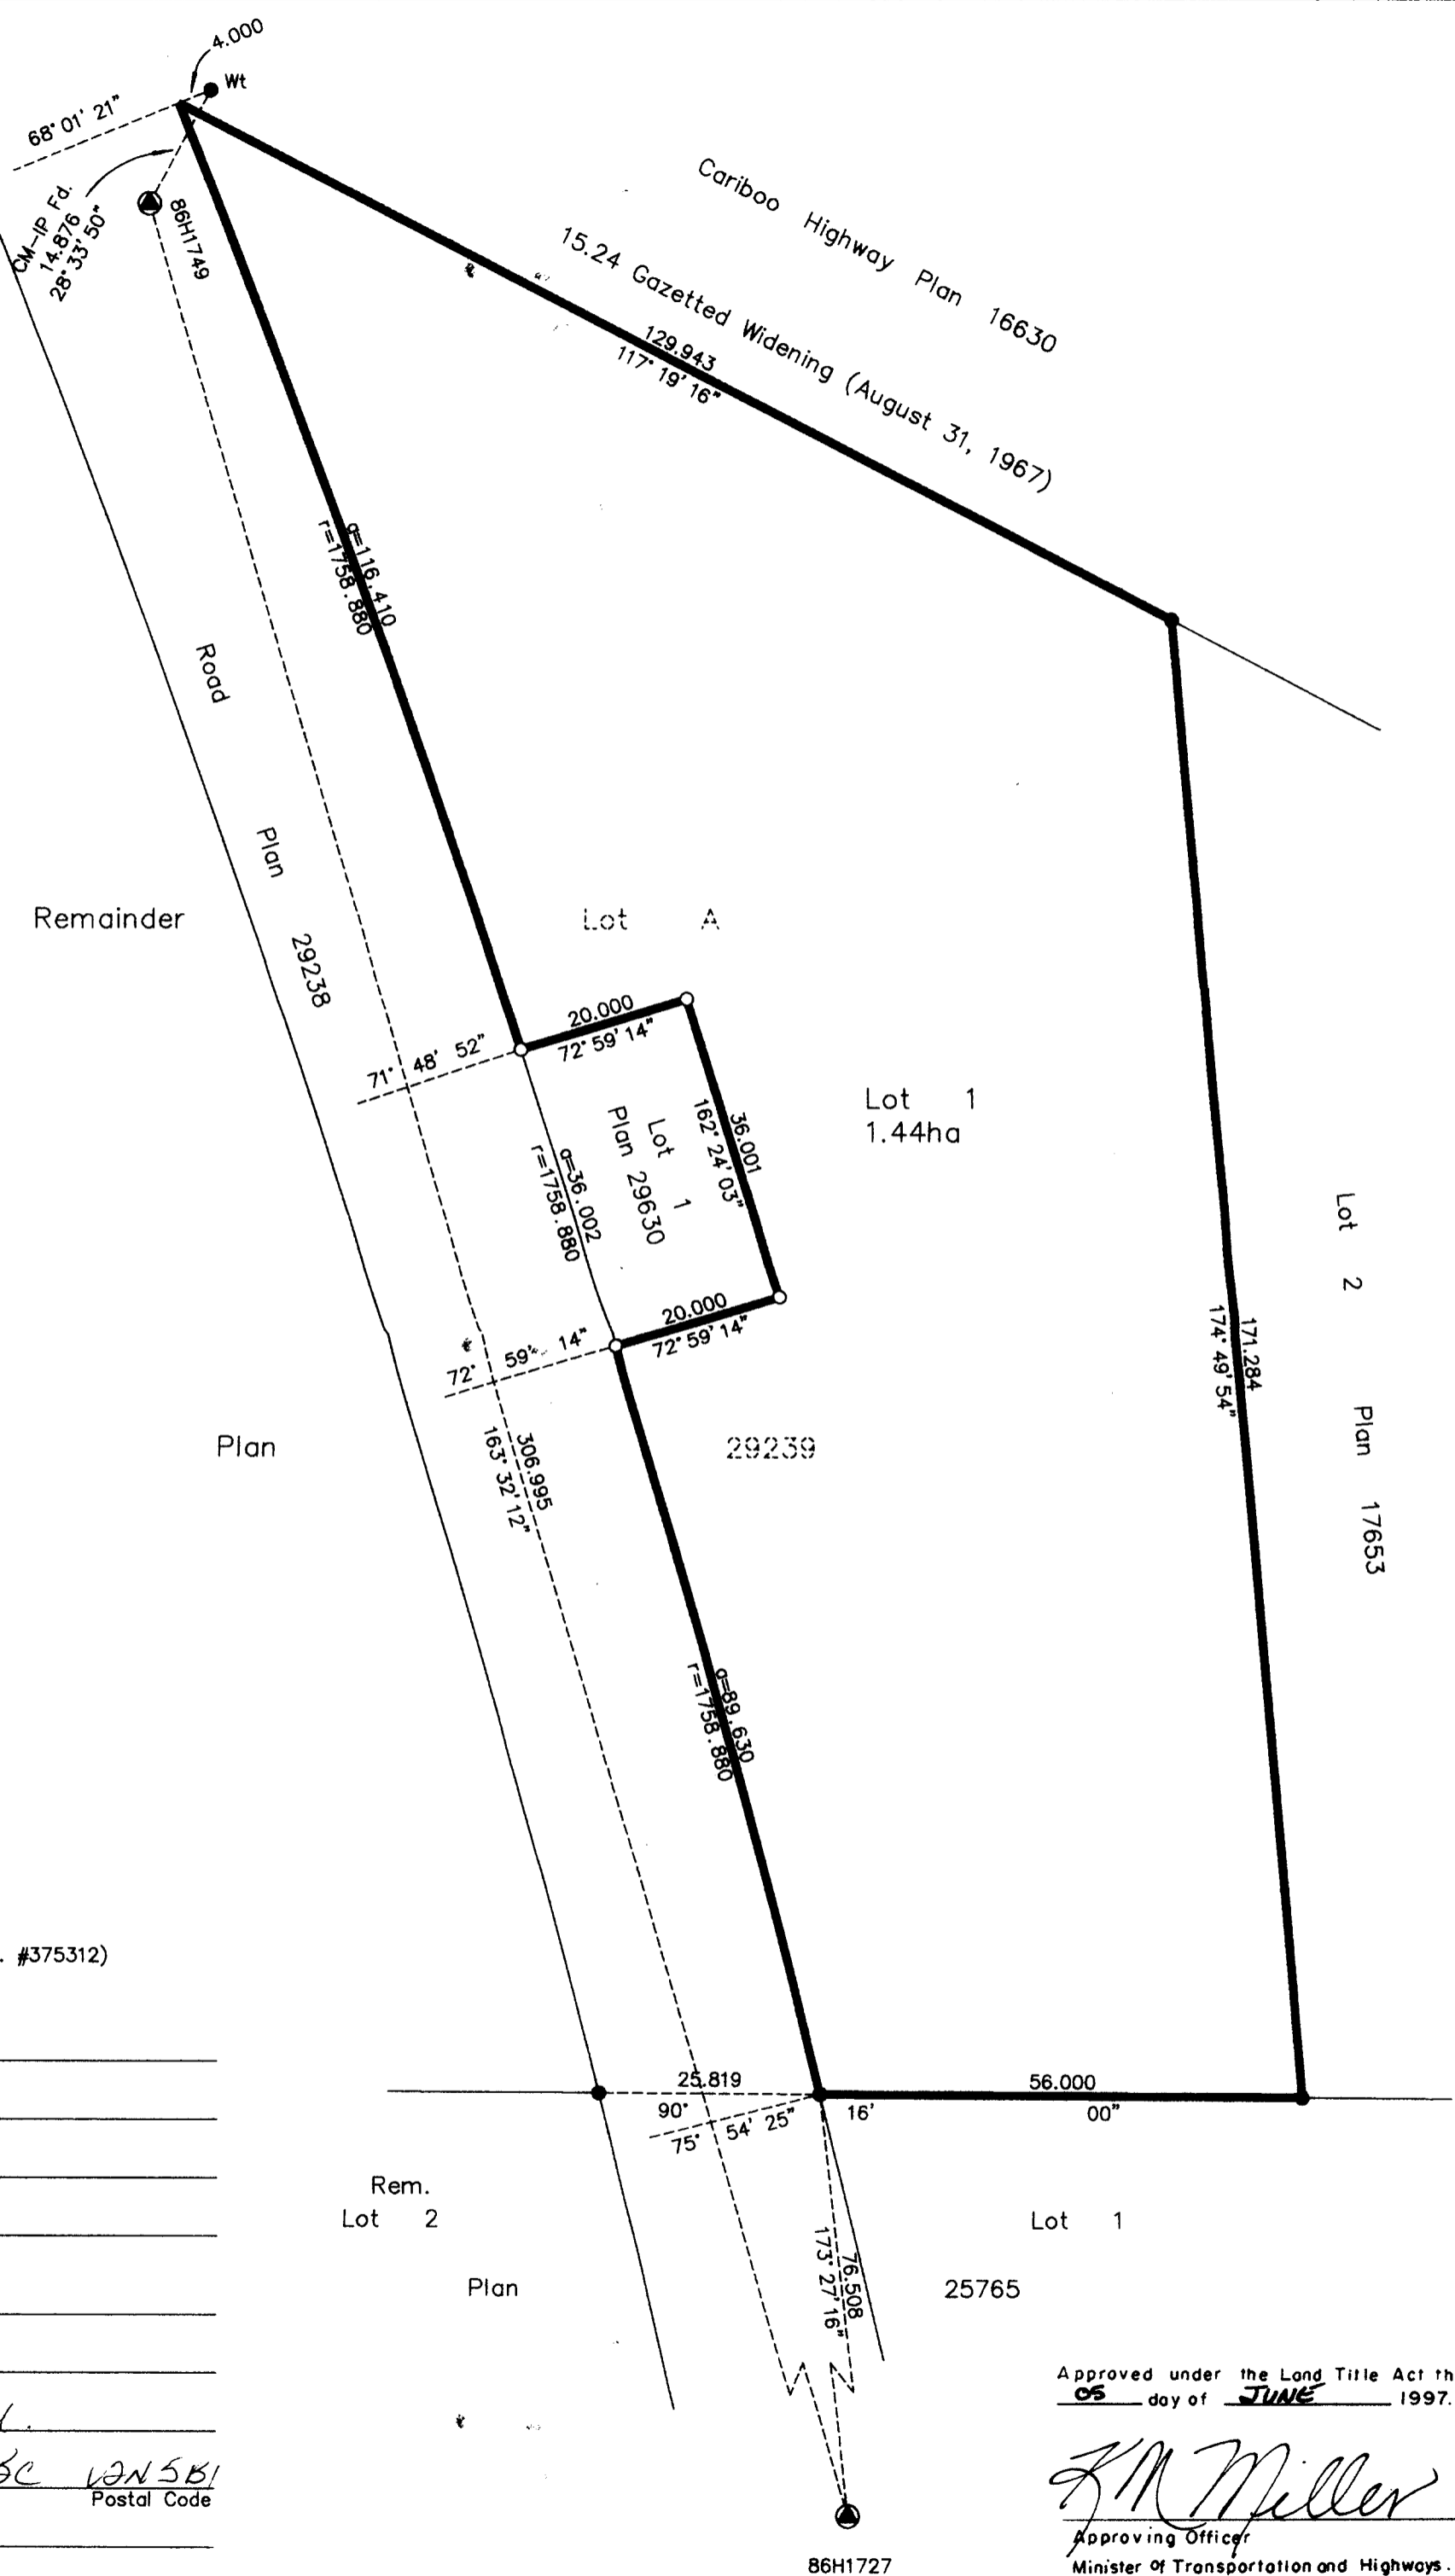 4.000
Wt
68° 01' 21"
CM-IP Fd.
14.876
28° 33' 50"
86H1749
Cariboo Highway Plan 16630
15.24 Gazetted Widening (August 31, 1967)
129.943
117° 19' 16"
a=116.410
r=1758.880
Road Plan 29238
Remainder
Lot A
20.000
72° 59' 14"
71° 48' 52"
Lot 1
Plan 29630
36.001
162° 24' 03"
a=36.002
r=1758.880
Lot 1
1.44ha
Lot 2 Plan 17653
171.284
174° 49' 54"
20.000
72° 59' 14"
72° 59' 14"
Plan
29239
306.995
163° 32' 12"
a=89.630
r=1758.880
. #375312)
25.819
56.000
90° 16' 00"
75° 54' 25"
Rem.
Lot 2
Lot 1
Plan
25765
76.508
173° 27' 16"
Approved under the Land Title Act th
05 day of JUNE 1997.
KM Miller
BC V2N 5B1
Postal Code
Approving Officer
Minister of Transportation and Highways.
86H1727